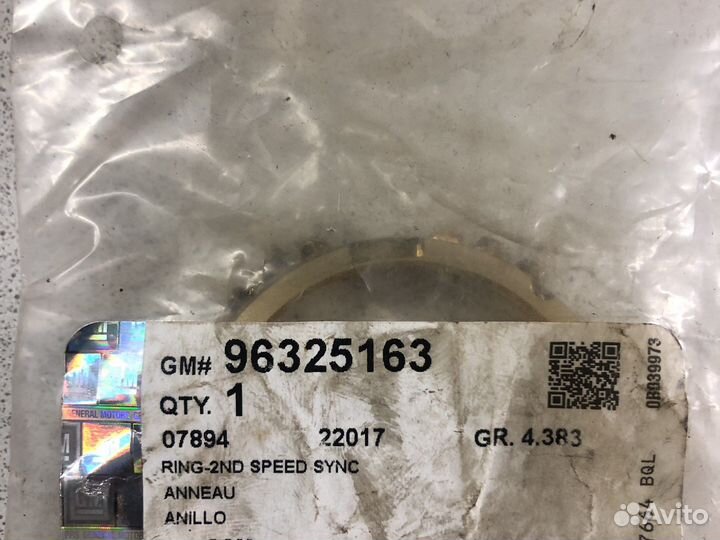 GM# 96325163
QTY. 1
07894 22017 GR. 4.383
RING-2ND SPEED SYNC
ANNEAU
ANILLO
GENERAL MOTORS
BQL
Avito